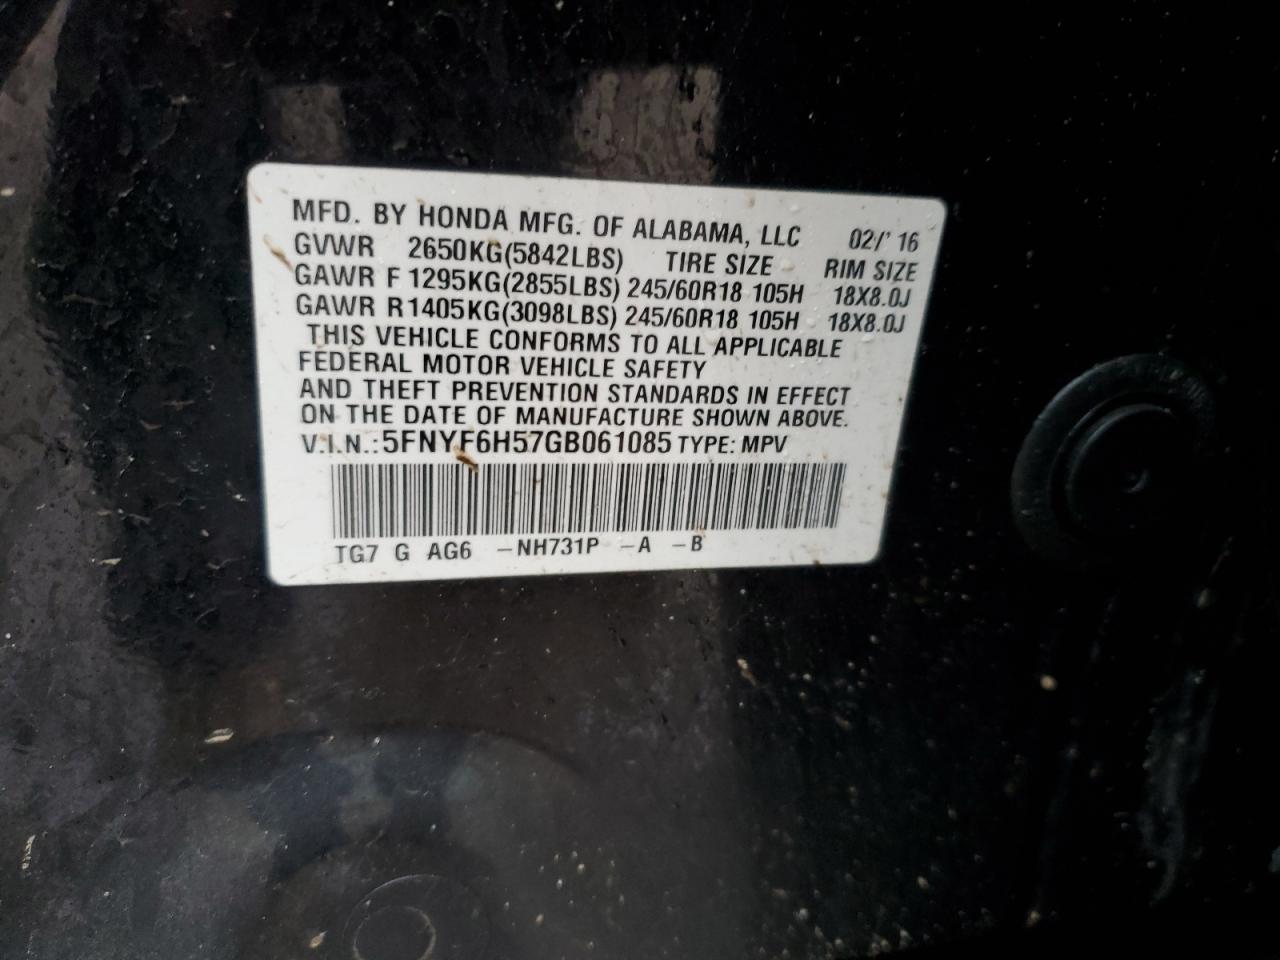 MFD. BY HONDA MFG. OF ALABAMA, LLC 02/'16
GVWR 2650KG(5842LBS) TIRE SIZE RIM SIZE
GAWR F 1295KG(2855LBS) 245/60R18 105H 18X8.0J
GAWR R1405KG(3098LBS) 245/60R18 105H 18X8.0J
THIS VEHICLE CONFORMS TO ALL APPLICABLE
FEDERAL MOTOR VEHICLE SAFETY
AND THEFT PREVENTION STANDARDS IN EFFECT
ON THE DATE OF MANUFACTURE SHOWN ABOVE.
V.I.N.: 5FNYF6H57GB061085 TYPE: MPV
TG7 G AG6 -NH731P -A -B